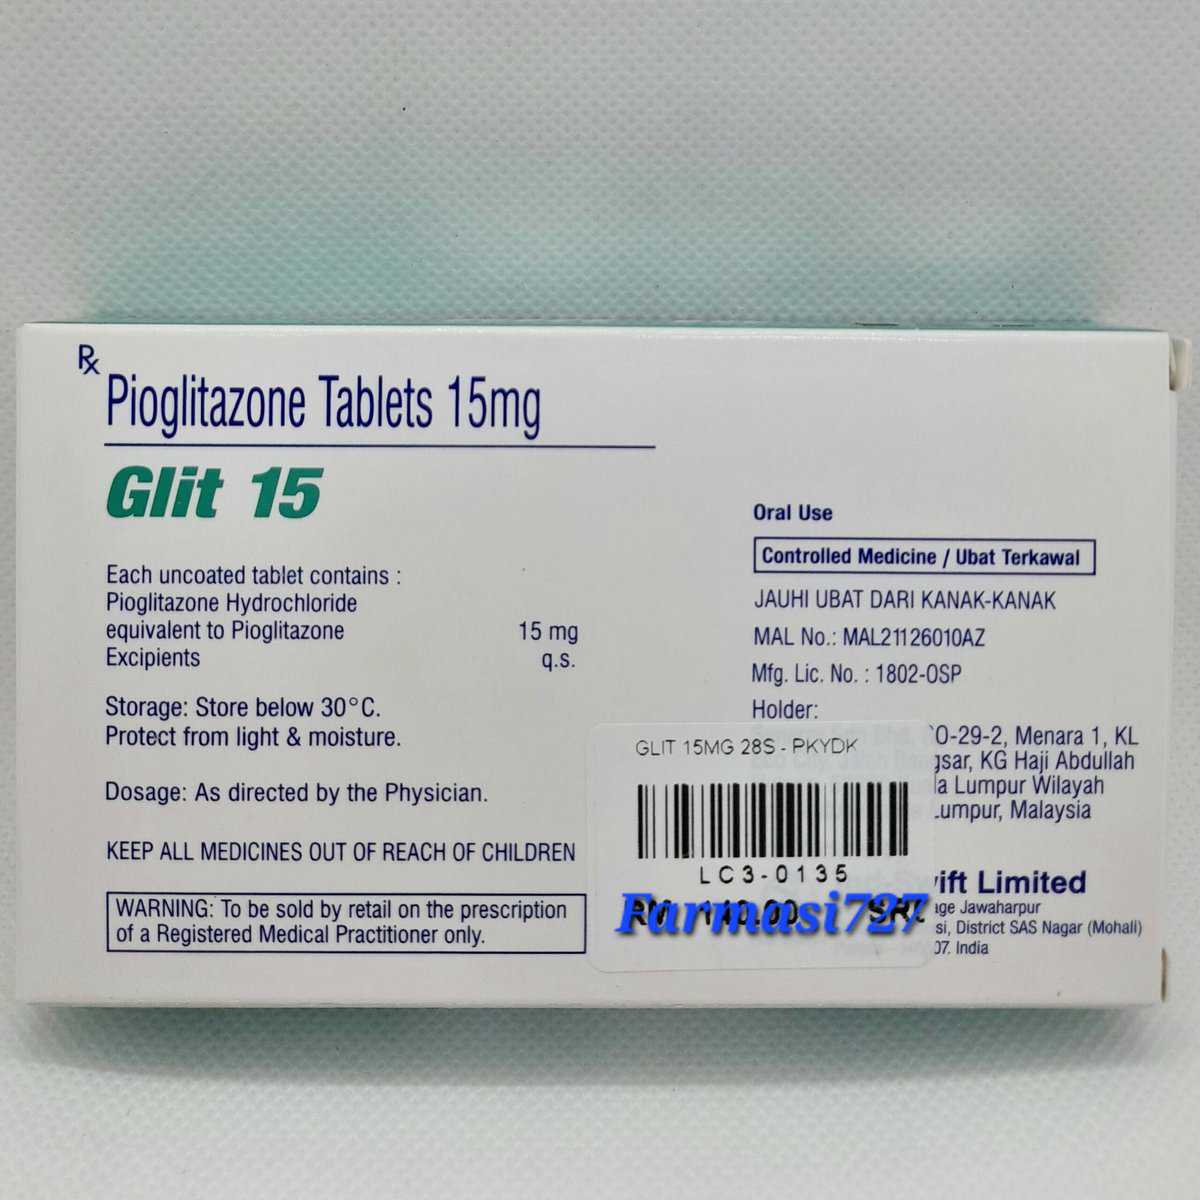 Rx
Pioglitazone Tablets 15mg
Glit 15
Each uncoated tablet contains :
Pioglitazone Hydrochloride
equivalent to Pioglitazone 15 mg
Excipients q.s.
Storage: Store below 30°C.
Protect from light & moisture.
Dosage: As directed by the Physician.
KEEP ALL MEDICINES OUT OF REACH OF CHILDREN
WARNING: To be sold by retail on the prescription
of a Registered Medical Practitioner only.
Oral Use
Controlled Medicine / Ubat Terkawal
JAUHI UBAT DARI KANAK-KANAK
MAL No.: MAL21126010AZ
Mfg. Lic. No. : 1802-OSP
Holder:
CO-29-2, Menara 1, KL
KG Haji Abdullah
Lumpur Wilayah
Malaysia
Limited
Jawaharpur
District SAS Nagar (Mohali)
India
GLIT 15MG 28S - PKYDK
LC3-0135
Farmasi727